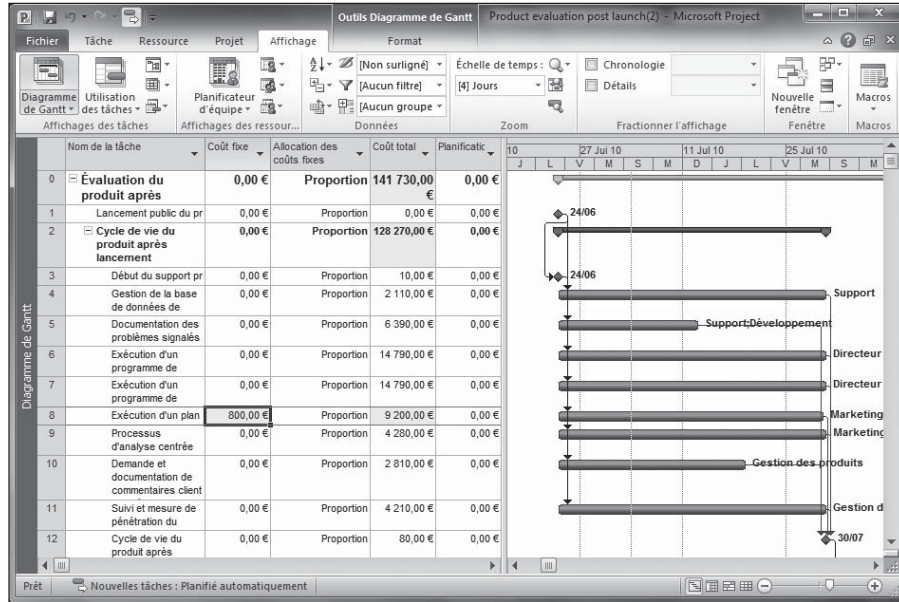 Outils Diagramme de Gantt Product evaluation post launch(2) - Microsoft Project
Fichier Tâche Ressource Projet Affichage Format
Diagramme de Gantt
Utilisation des tâches
Affichages des tâches
Planificateur d'équipe
Affichages des ressour...
[Non surligné]
[Aucun filtre]
[Aucun groupe
Données
Échelle de temps :
[4] Jours
Zoom
Chronologie
Détails
Fractionner l'affichage
Nouvelle fenêtre
Fenêtre
Macros
Macros
Nom de la tâche Coût fixe Allocation des coûts fixes Coût total Planificatic
10 27 Jui 10 11 Jul 10 25 Jul 10
J L V M S M D J L V M S M
0 Évaluation du produit après 0,00 € Proportion 141 730,00 € 0,00 €
1 Lancement public du pr 0,00 € Proportion 0,00 € 0,00 € 24/06
2 Cycle de vie du produit après lancement 0,00 € Proportion 128 270,00 € 0,00 €
3 Début du support pr 0,00 € Proportion 10,00 € 0,00 € 24/06
4 Gestion de la base de données de 0,00 € Proportion 2 110,00 € 0,00 € Support
5 Documentation des problèmes signalés 0,00 € Proportion 6 390,00 € 0,00 € Support;Développement
6 Exécution d'un programme de 0,00 € Proportion 14 790,00 € 0,00 € Directeur
7 Exécution d'un programme de 0,00 € Proportion 14 790,00 € 0,00 € Directeur
8 Exécution d'un plan 800,00 € Proportion 9 200,00 € 0,00 € Marketing
9 Processus d'analyse centrée 0,00 € Proportion 4 280,00 € 0,00 € Marketing
10 Demande et documentation de commentaires client 0,00 € Proportion 2 810,00 € 0,00 € Gestion des produits
11 Suivi et mesure de pénétration du 0,00 € Proportion 4 210,00 € 0,00 € Gestion d
12 Cycle de vie du produit après 0,00 € Proportion 80,00 € 0,00 € 30/07
Diagramme de Gantt
Prêt Nouvelles tâches : Planifié automatiquement